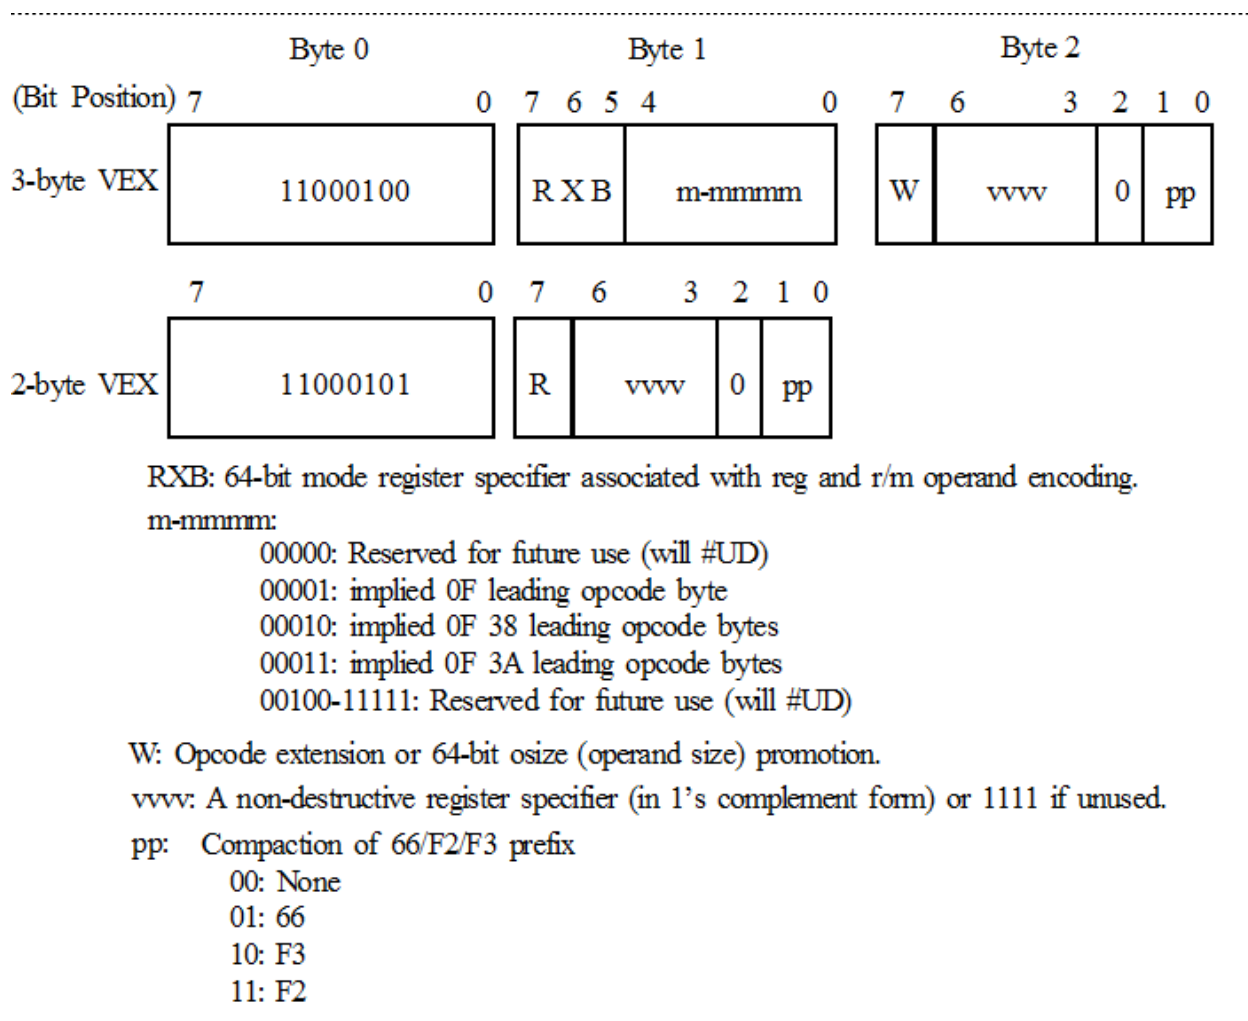 Byte 0 Byte 1 Byte 2
(Bit Position) 7 0 7 6 5 4 0 7 6 3 2 1 0
3-byte VEX 11000100 R X B m-mmmm W vvvv 0 pp
7 0 7 6 3 2 1 0
2-byte VEX 11000101 R vvvv 0 pp
RXB: 64-bit mode register specifier associated with reg and r/m operand encoding.
m-mmmm:
00000: Reserved for future use (will #UD)
00001: implied 0F leading opcode byte
00010: implied 0F 38 leading opcode bytes
00011: implied 0F 3A leading opcode bytes
00100-11111: Reserved for future use (will #UD)
W: Opcode extension or 64-bit osize (operand size) promotion.
vvvv: A non-destructive register specifier (in 1’s complement form) or 1111 if unused.
pp: Compaction of 66/F2/F3 prefix
00: None
01: 66
10: F3
11: F2